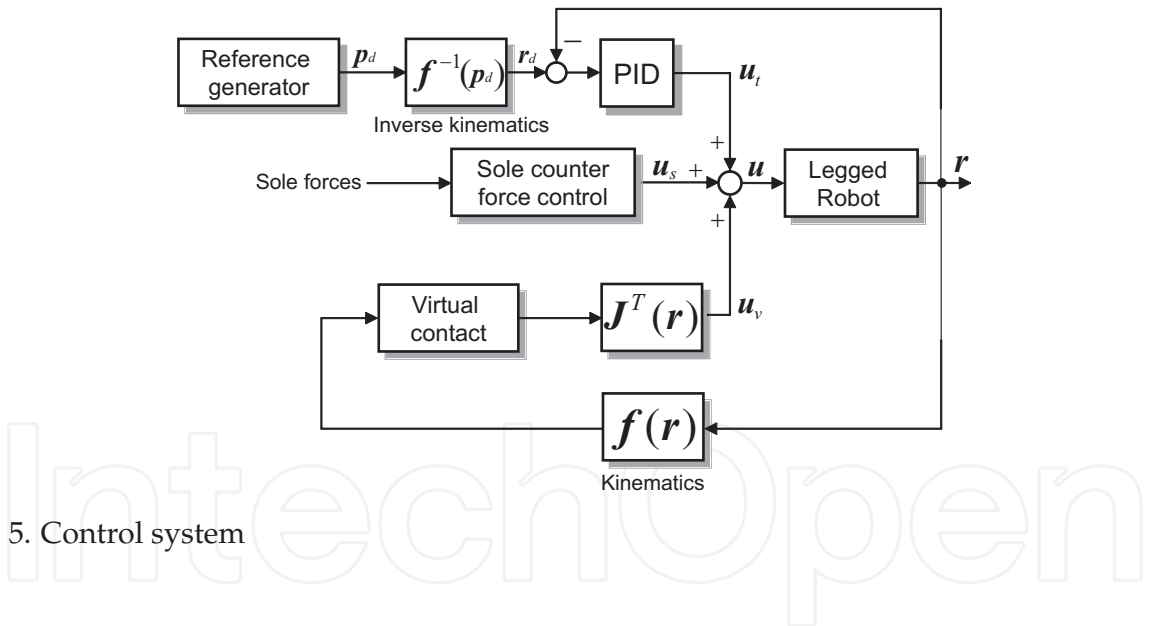 Reference
generator
p_d
f^{-1}(p_d)
r_d
−
PID
u_t
Inverse kinematics
+
Sole forces
Sole counter
force control
u_s +
u
Legged
Robot
r
+
Virtual
contact
J^T (r)
u_v
f (r)
Kinematics
5. Control system
IntechOpen